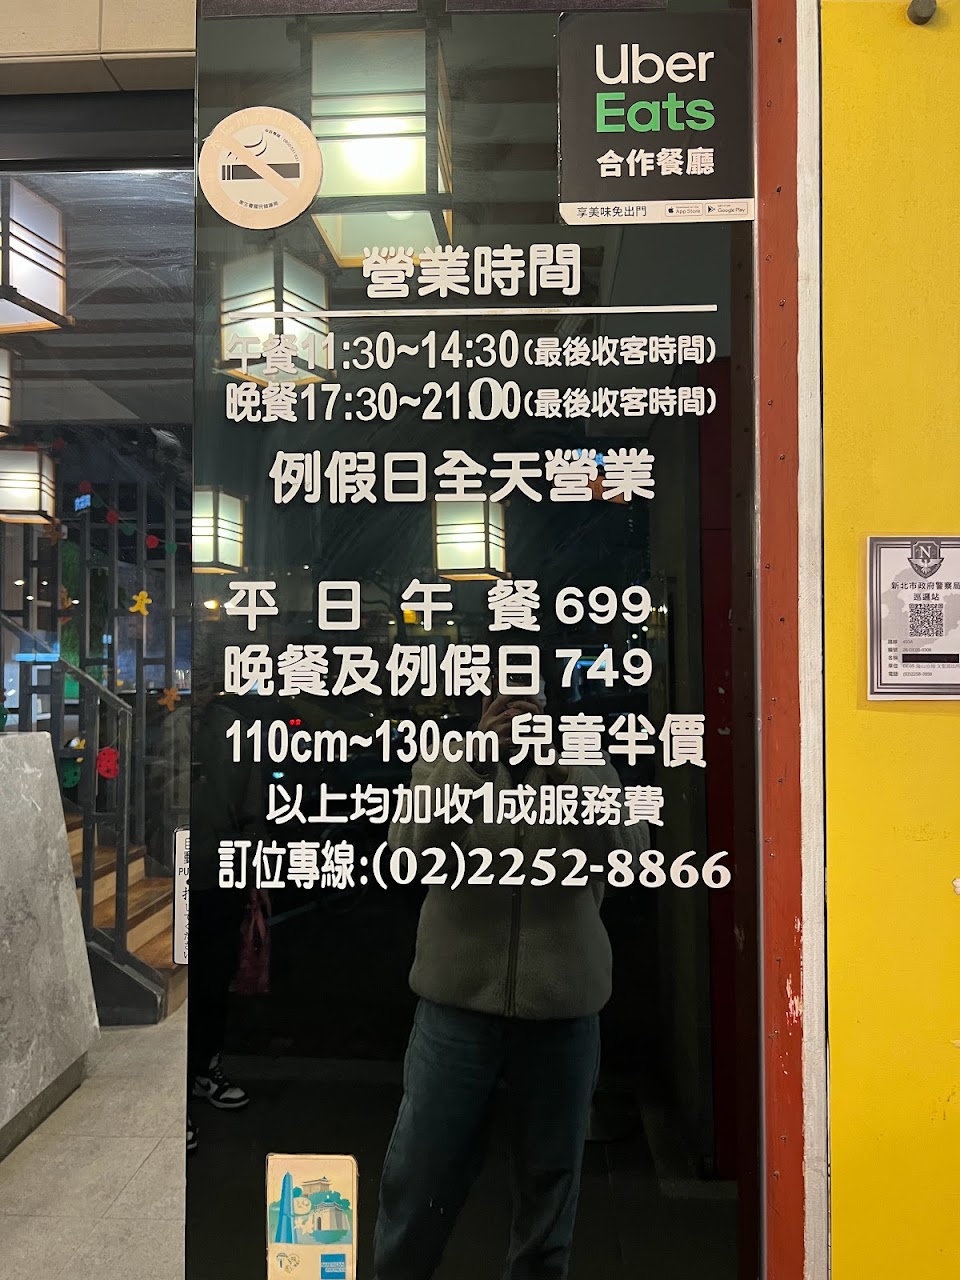 Uber
Eats
合作餐廳
享美味免出門
App Store
Google Play
營業時間
午餐11:30~14:30(最後收客時間)
晚餐17:30~21:00(最後收客時間)
例假日全天營業
平日午餐699
晚餐及例假日749
110cm~130cm兒童半價
以上均加收1成服務費
訂位專線:(02)2252-8866
N
新北市政府警察局
巡邏站